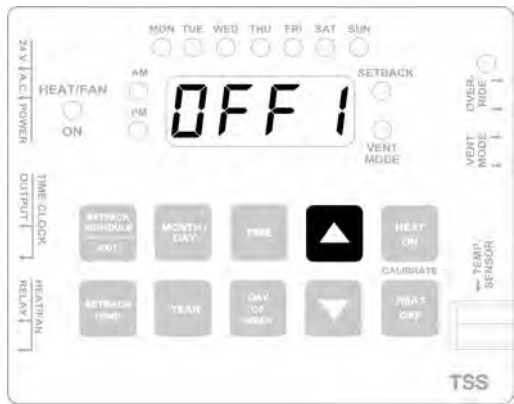 MON TUE WED THU FRI SAT SUN
24 V. A.C. POWER
HEAT/FAN
ON
AM
PM
OFF1
SETBACK
VENT
MODE
OVER-
RIDE
VENT
MODE
TIME CLOCK
OUTPUT
SETBACK
SCHEDULE
MONTH /
DAY
TIME
HEAT
ON
CALIBRATE
TEMP.
SENSOR
HEAT/FAN
RELAY
SETBACK
TEMP
YEAR
DAY
OF
WEEK
HEAT
OFF
TSS